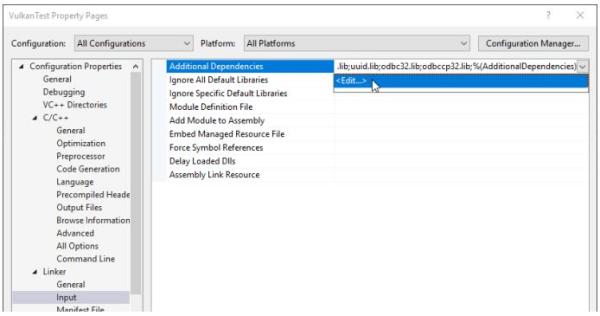 VulkanTest Property Pages ? ×
Configuration: All Configurations Platform: All Platforms Configuration Manager...
Configuration Properties
General
Debugging
VC++ Directories
C/C++
General
Optimization
Preprocessor
Code Generation
Language
Precompiled Heade
Output Files
Browse Information
Advanced
All Options
Command Line
Linker
General
Input
Manifest File
Additional Dependencies .lib;uuid.lib;odbc32.lib;odbccp32.lib;%(AdditionalDependencies)
Ignore All Default Libraries <Edit...>
Ignore Specific Default Libraries
Module Definition File
Add Module to Assembly
Embed Managed Resource File
Force Symbol References
Delay Loaded Dlls
Assembly Link Resource